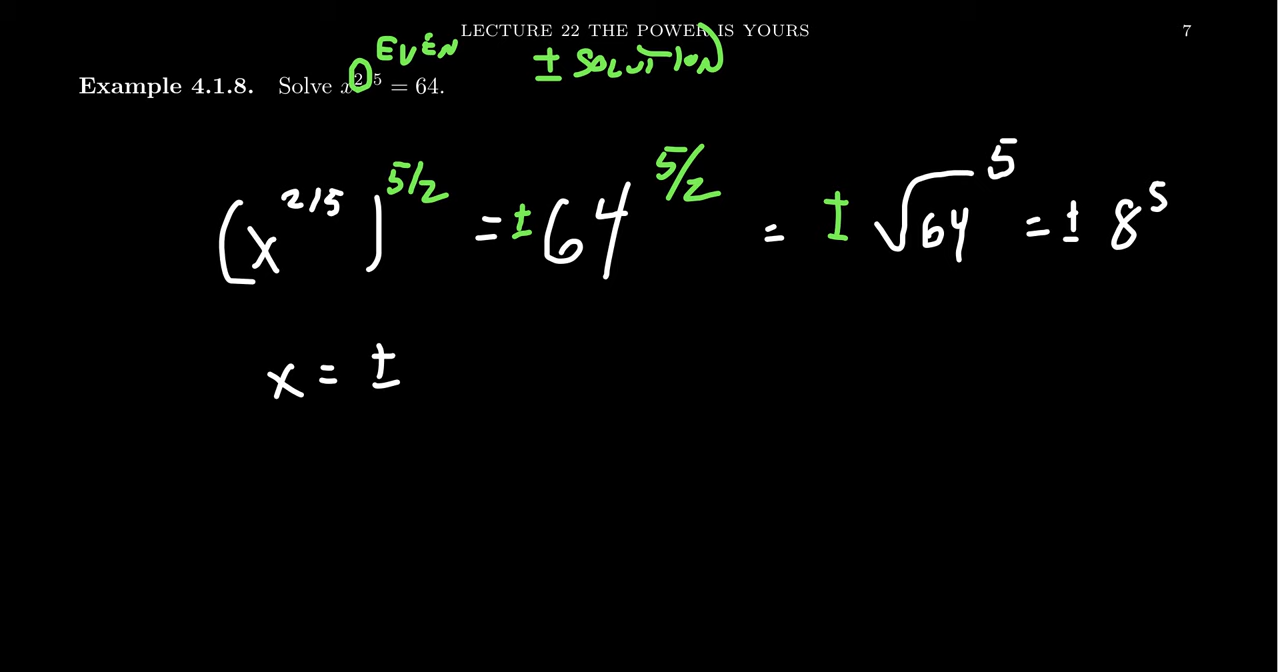 LECTURE 22 THE POWER IS YOURS 7
EVEN ± SOLUTION
Example 4.1.8. Solve x^2/5 = 64.
(x^2/5)^5/2 = ±64^5/2 = ±√64^5 = ± 8^5
x = ±